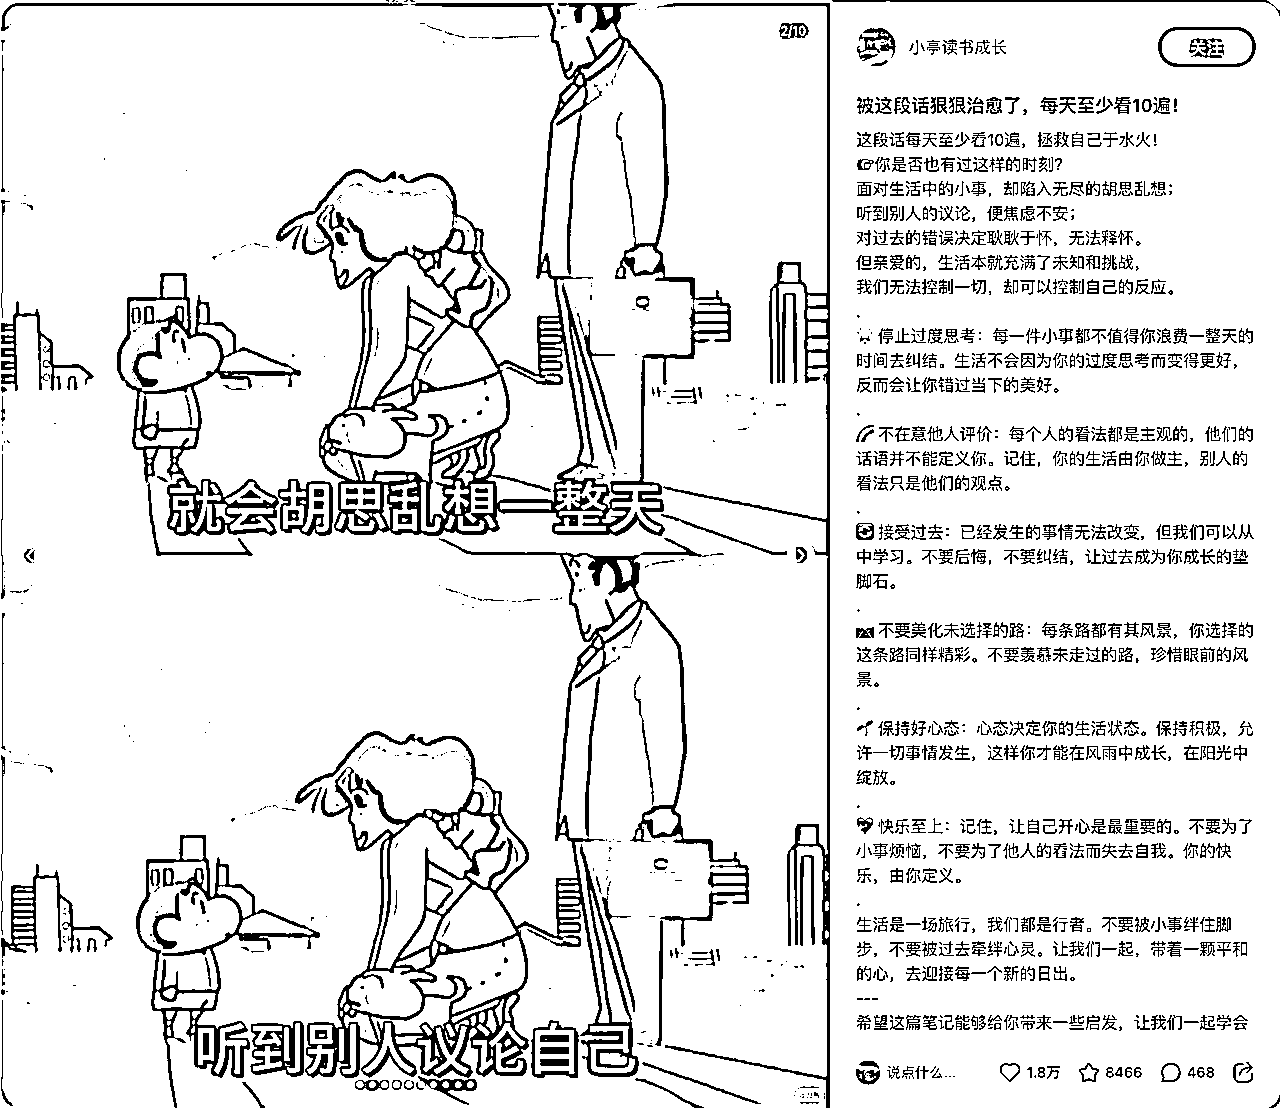 2/10
就会胡思乱想一整天
听到别人议论自己
小亭读书成长
关注
被这段话狠狠治愈了，每天至少看10遍！
这段话每天至少看10遍，拯救自己于水火！
你是否也有过这样的时刻？
面对生活中的小事，却陷入无尽的胡思乱想；
听到别人的议论，便焦虑不安；
对过去的错误决定耿耿于怀，无法释怀。
但亲爱的，生活本就充满了未知和挑战，
我们无法控制一切，却可以控制自己的反应。
.
停止过度思考：每一件小事都不值得你浪费一整天的
时间去纠结。生活不会因为你的过度思考而变得更好，
反而会让你错过当下的美好。
.
不在意他人评价：每个人的看法都是主观的，他们的
话语并不能定义你。记住，你的生活由你做主，别人的
看法只是他们的观点。
.
接受过去：已经发生的事情无法改变，但我们可以从
中学习。不要后悔，不要纠结，让过去成为你成长的垫
脚石。
.
不要美化未选择的路：每条路都有其风景，你选择的
这条路同样精彩。不要羡慕未走过的路，珍惜眼前的风
景。
.
保持好心态：心态决定你的生活状态。保持积极，允
许一切事情发生，这样你才能在风雨中成长，在阳光中
绽放。
.
快乐至上：记住，让自己开心是最重要的。不要为了
小事烦恼，不要为了他人的看法而失去自我。你的快
乐，由你定义。
.
生活是一场旅行，我们都是行者。不要被小事绊住脚
步，不要被过去牵绊心灵。让我们一起，带着一颗平和
的心，去迎接每一个新的日出。
---
希望这篇笔记能够给你带来一些启发，让我们一起学会
说点什么...
1.8万
8466
468